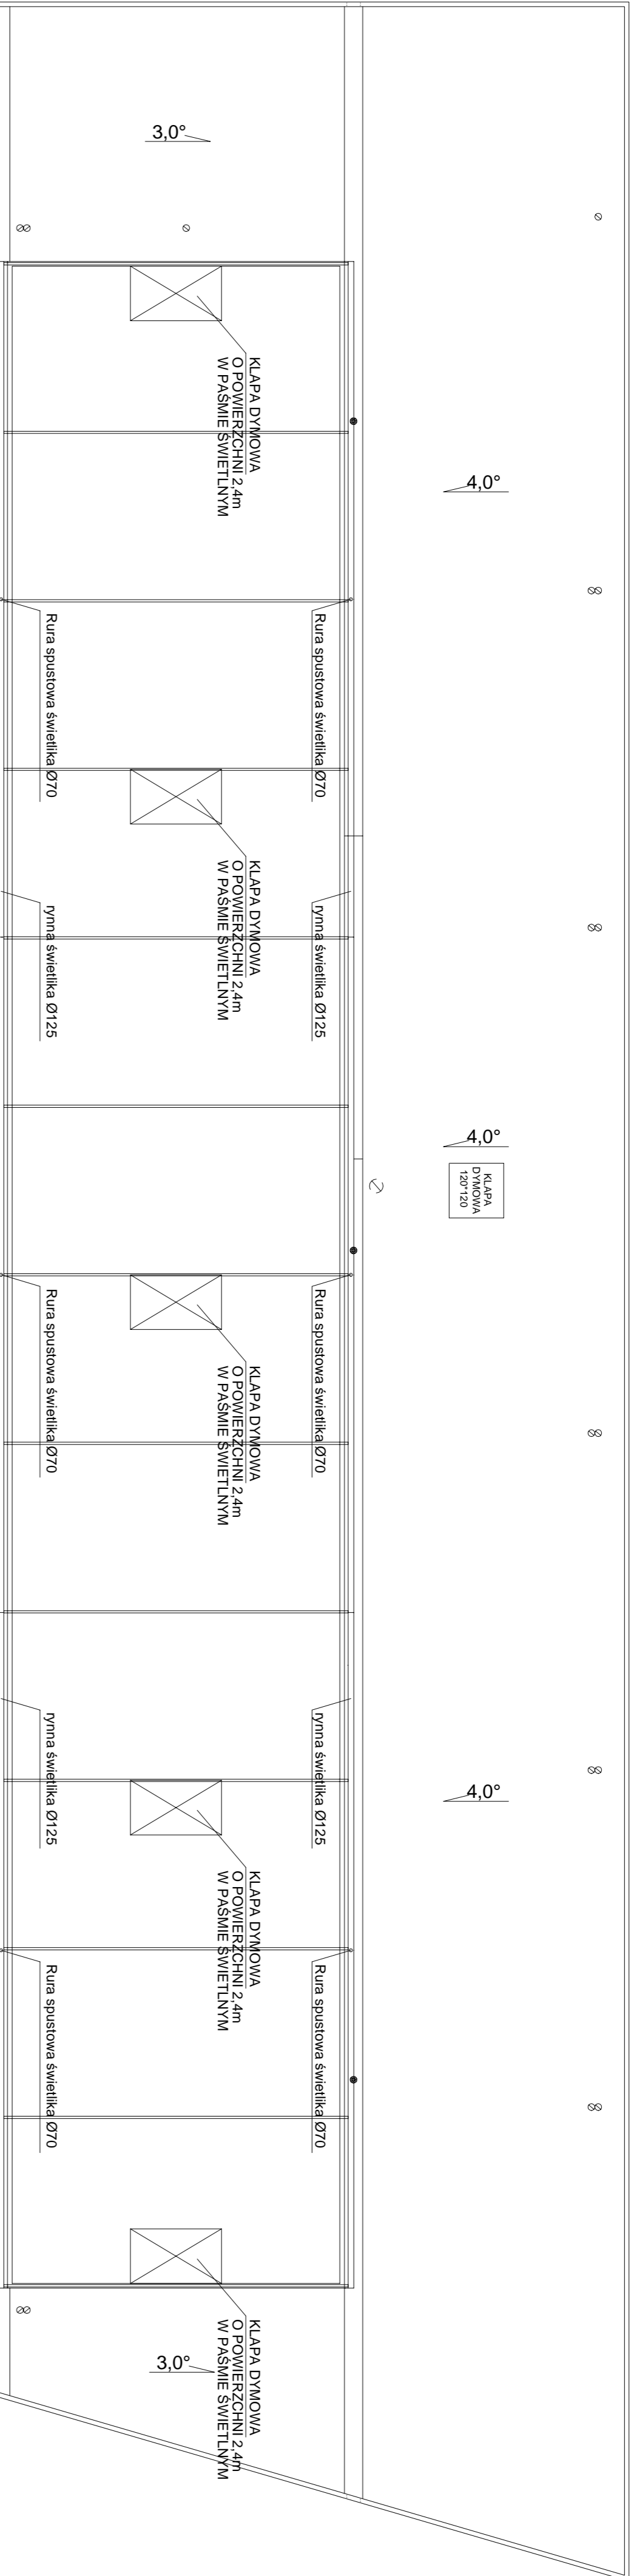 3,0°
KLAPA DYMOWA
O POWIERZCHNI 2,4m
W PAŚMIE ŚWIETLNYM
4,0°
Rura spustowa świetlika Ø70
Rura spustowa świetlika Ø70
KLAPA DYMOWA
O POWIERZCHNI 2,4m
W PAŚMIE ŚWIETLNYM
rynna świetlika Ø125
rynna świetlika Ø125
4,0°
KLAPA
DYMOWA
120*120
Rura spustowa świetlika Ø70
Rura spustowa świetlika Ø70
KLAPA DYMOWA
O POWIERZCHNI 2,4m
W PAŚMIE ŚWIETLNYM
rynna świetlika Ø125
rynna świetlika Ø125
4,0°
KLAPA DYMOWA
O POWIERZCHNI 2,4m
W PAŚMIE ŚWIETLNYM
Rura spustowa świetlika Ø70
Rura spustowa świetlika Ø70
KLAPA DYMOWA
O POWIERZCHNI 2,4m
W PAŚMIE ŚWIETLNYM
3,0°